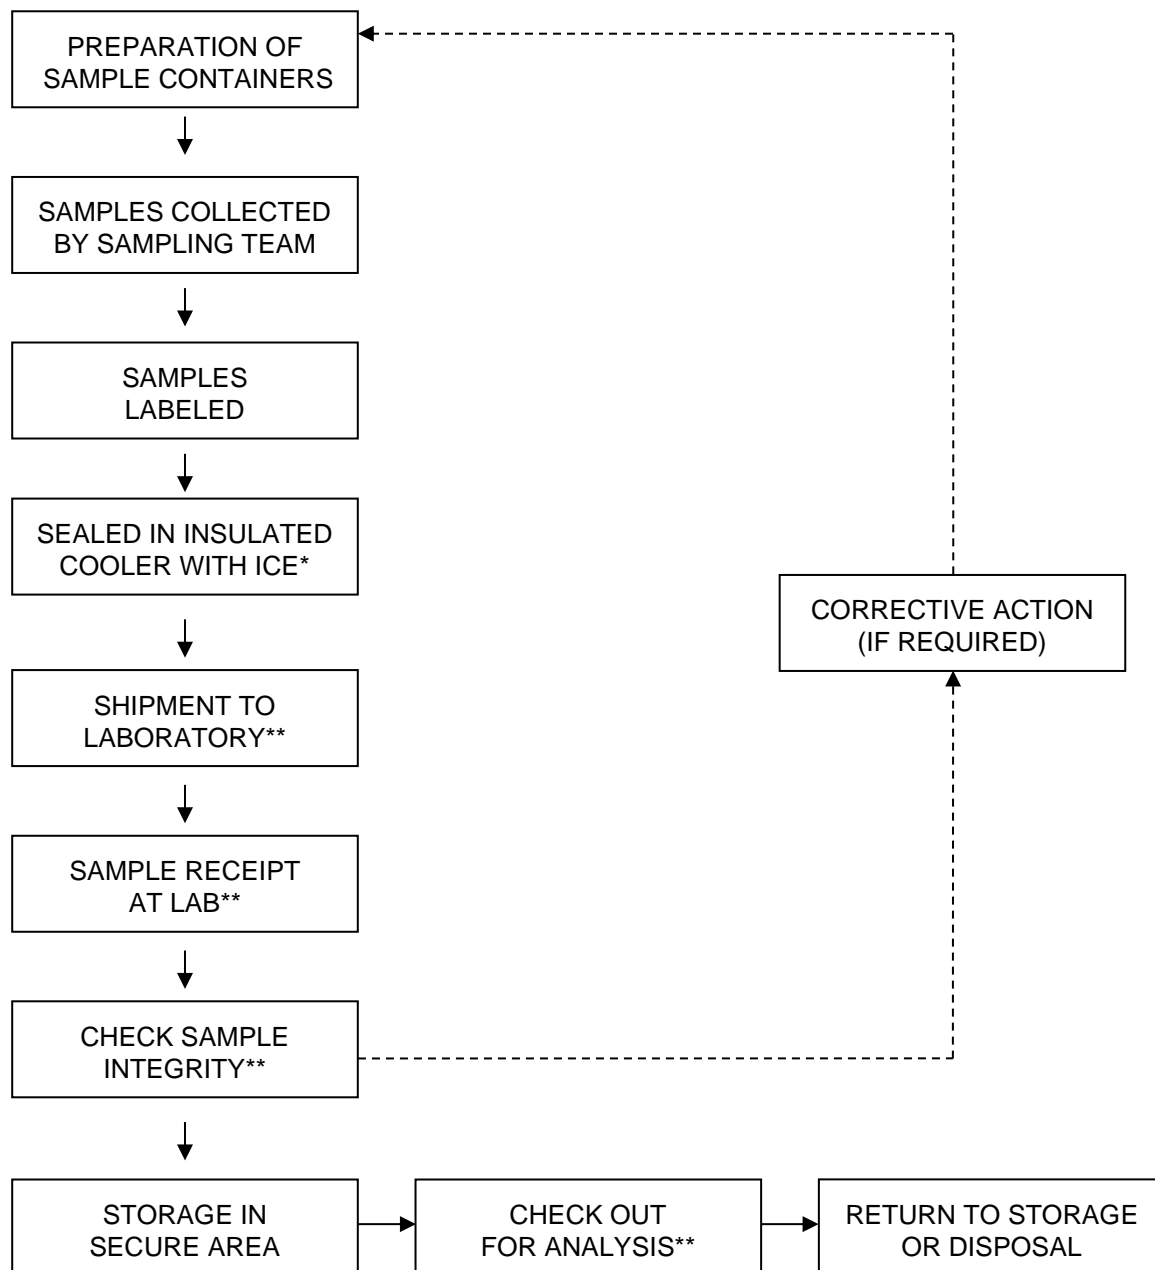 PREPARATION OF
SAMPLE CONTAINERS
SAMPLES COLLECTED
BY SAMPLING TEAM
SAMPLES
LABELED
SEALED IN INSULATED
COOLER WITH ICE*
CORRECTIVE ACTION
(IF REQUIRED)
SHIPMENT TO
LABORATORY**
SAMPLE RECEIPT
AT LAB**
CHECK SAMPLE
INTEGRITY**
STORAGE IN
SECURE AREA
CHECK OUT
FOR ANALYSIS**
RETURN TO STORAGE
OR DISPOSAL